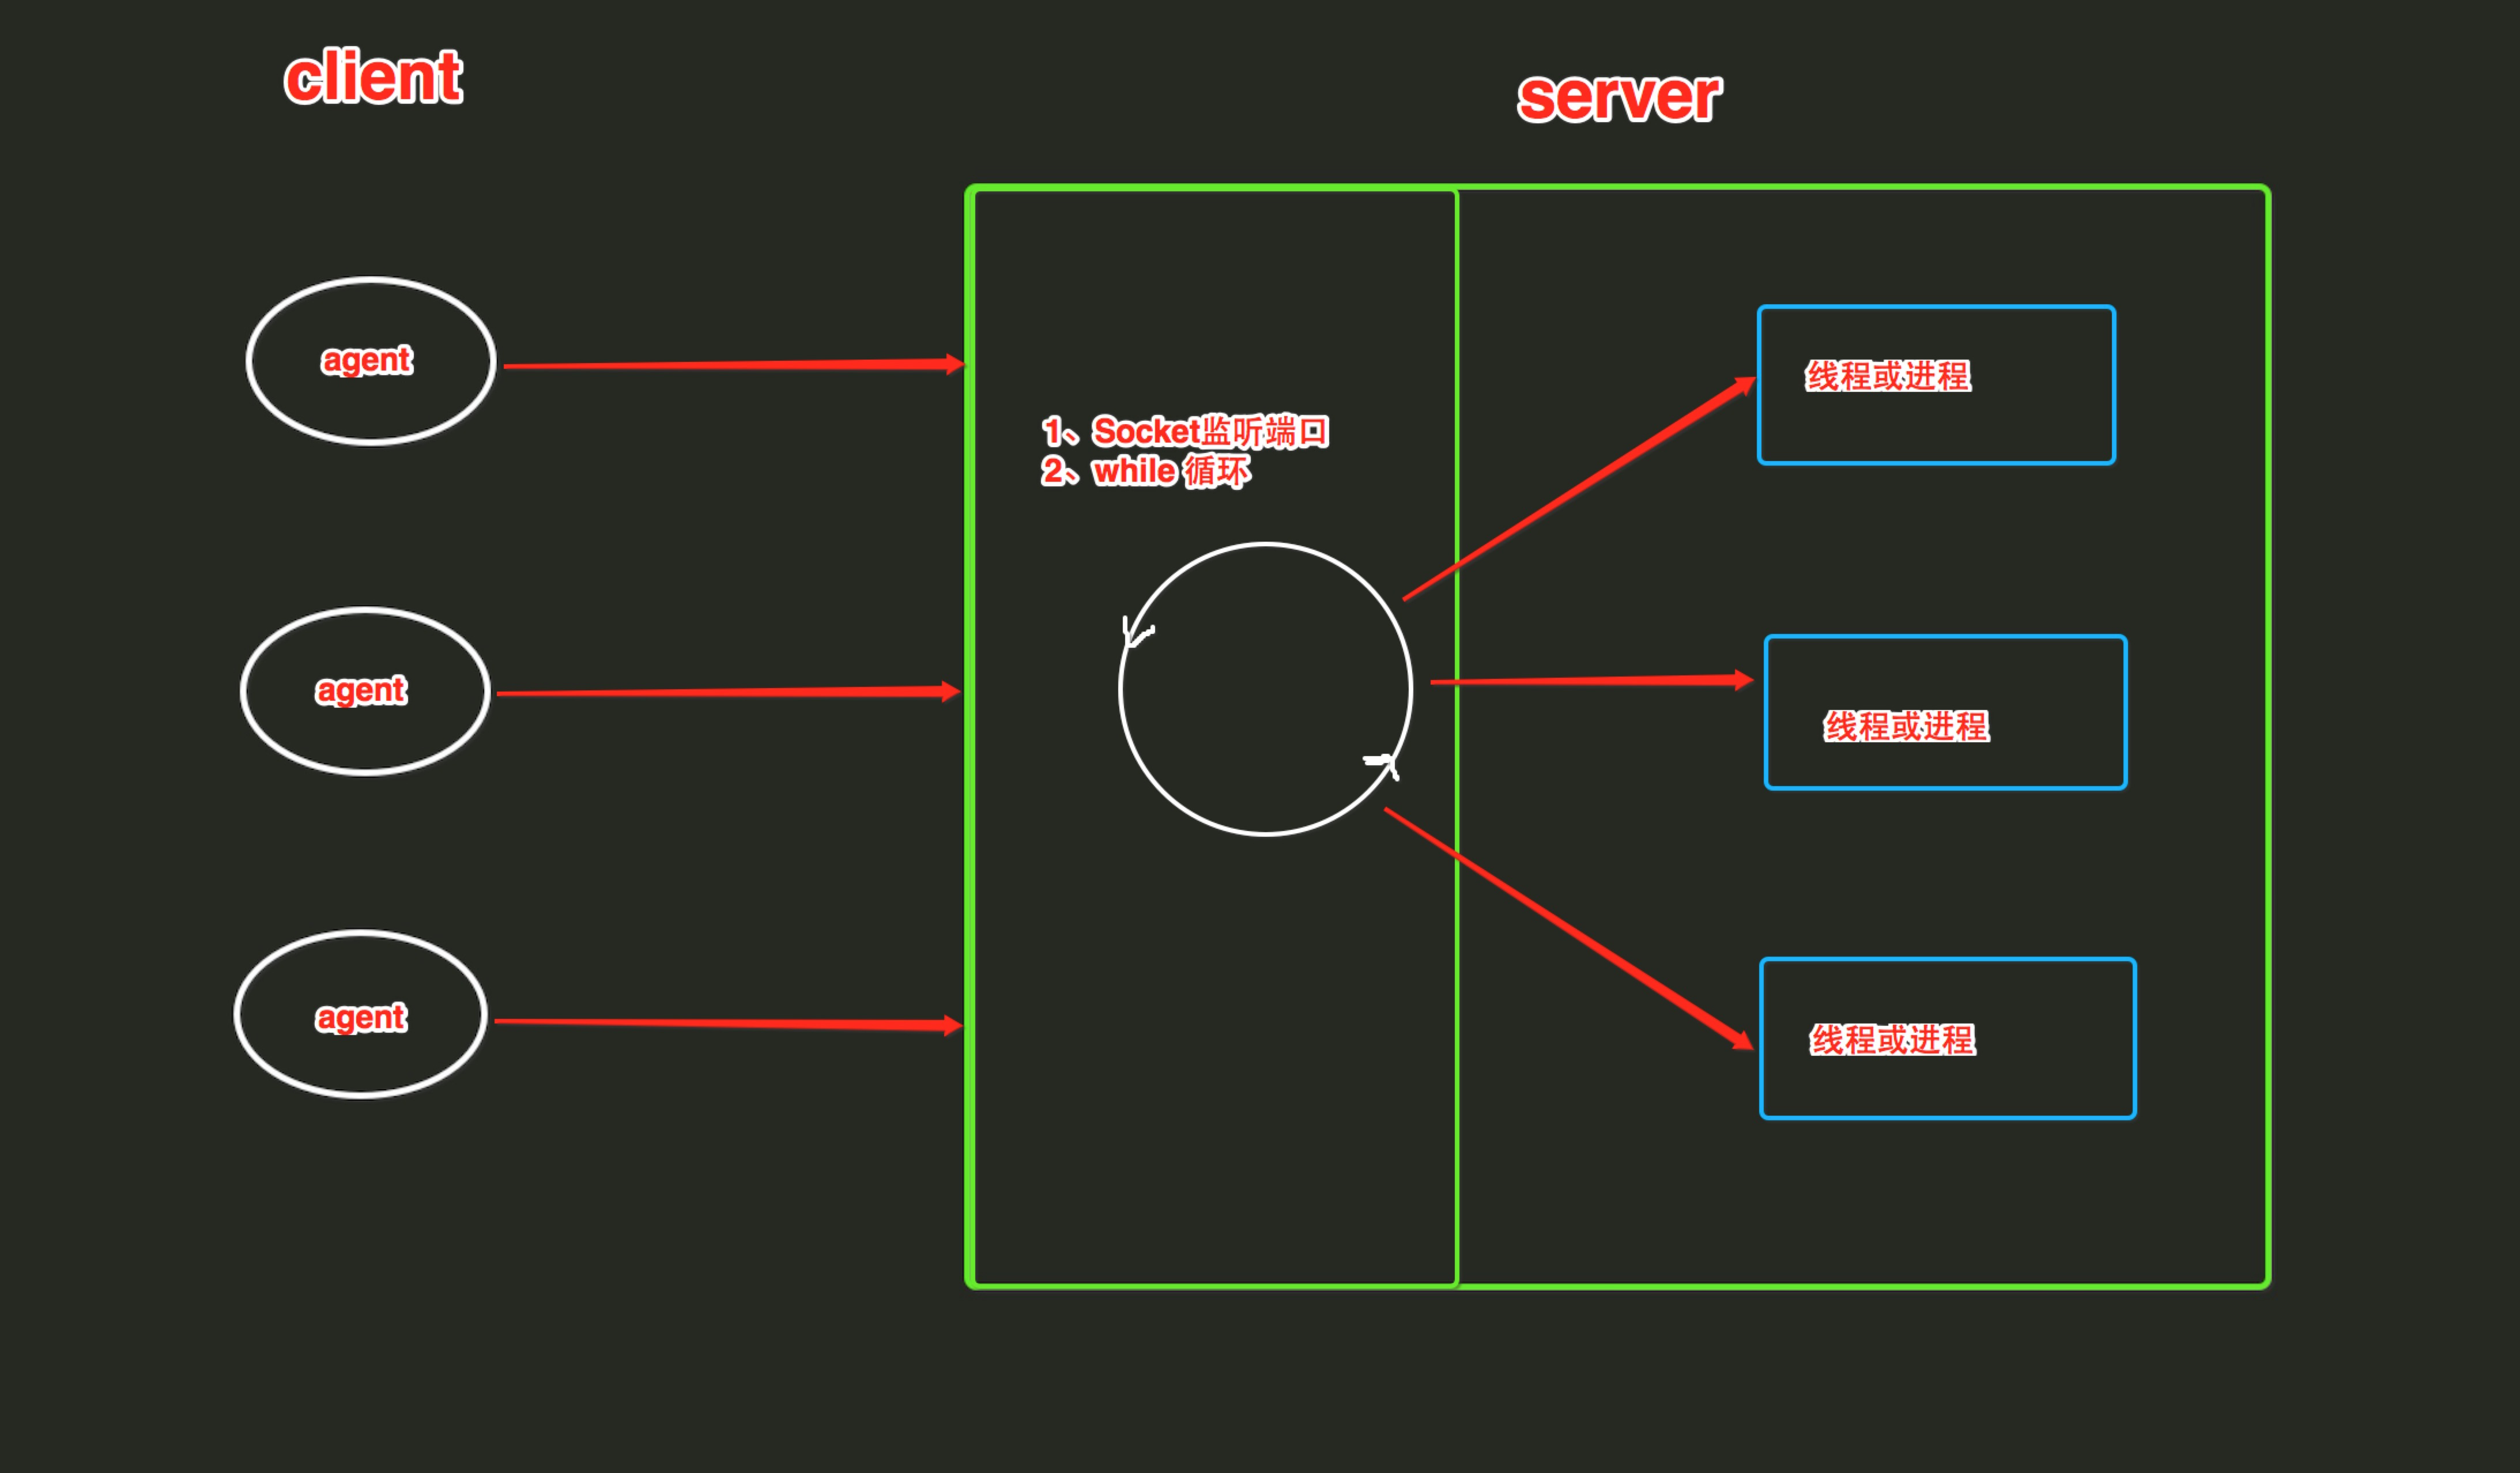 client
server
agent
1、Socket监听端口
2、while 循环
线程或进程
agent
线程或进程
agent
线程或进程